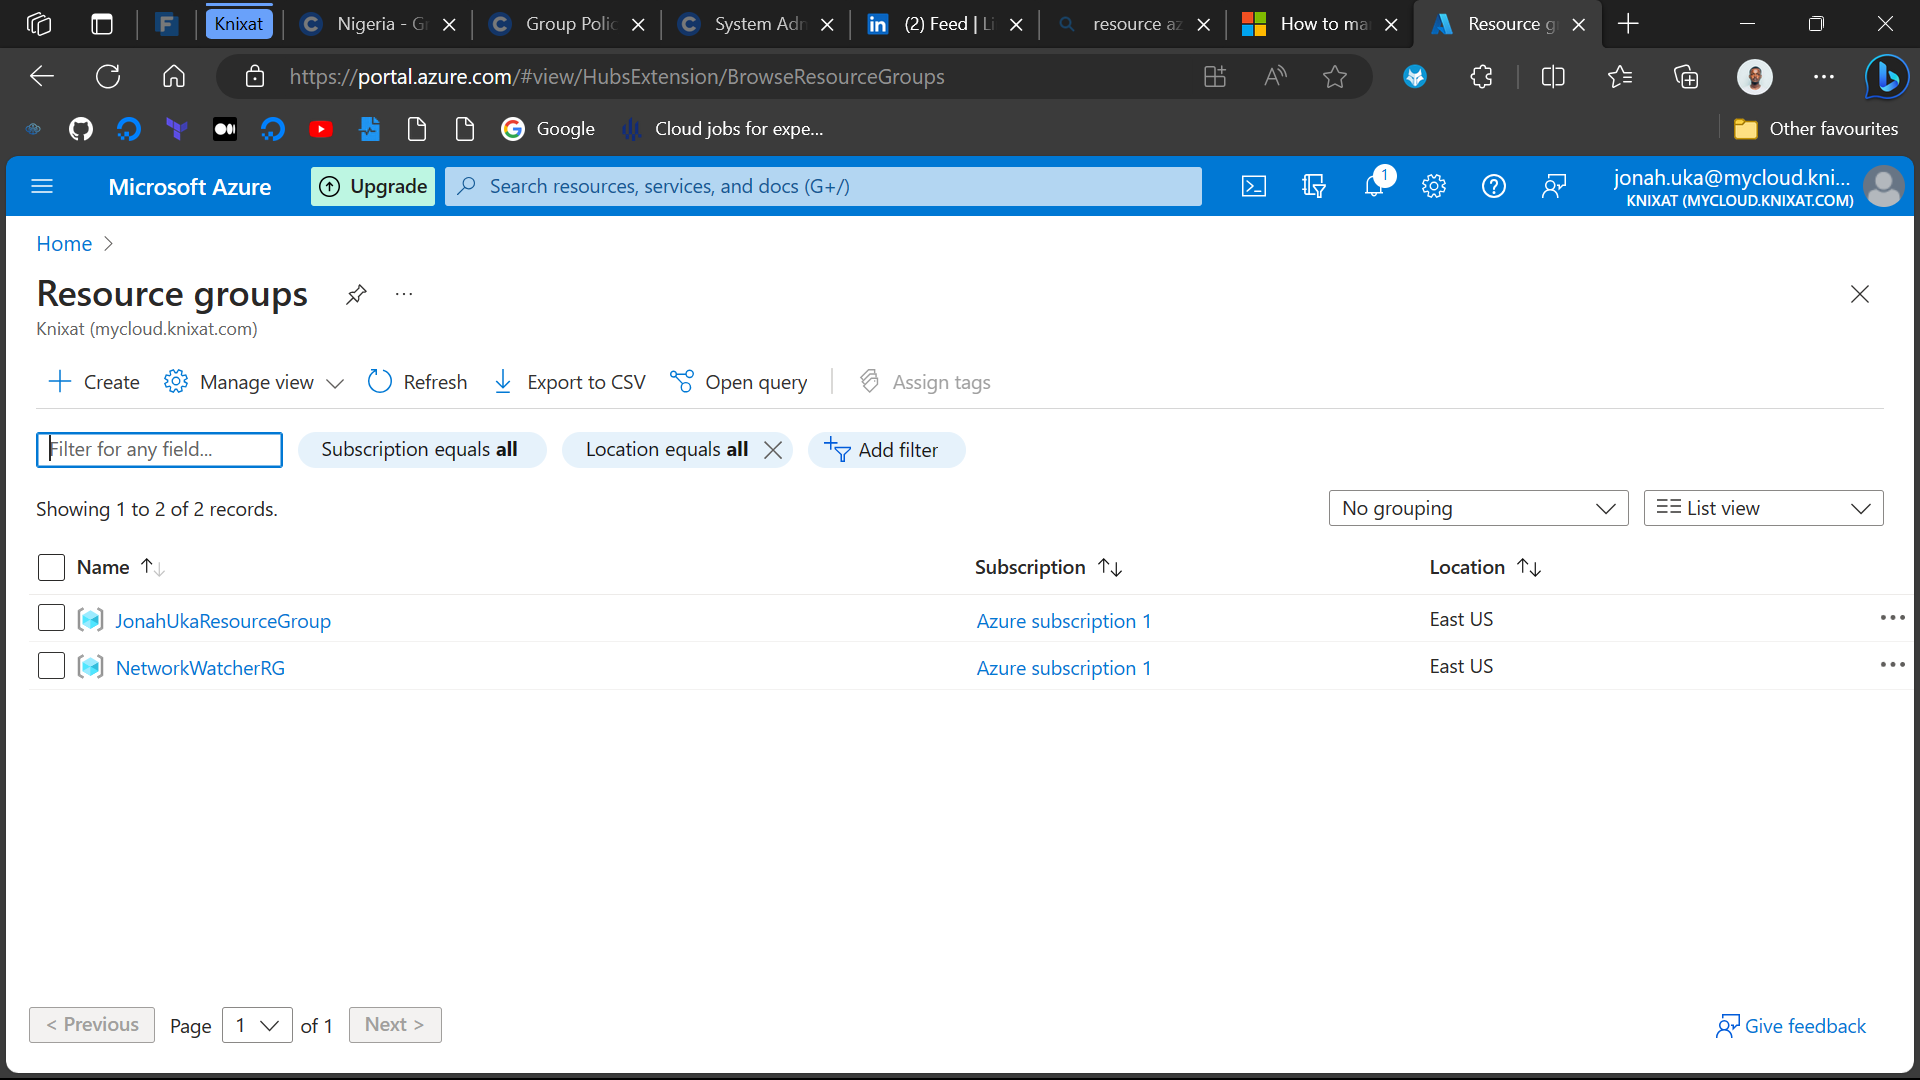 Knixat
Nigeria - Gr
Group Polic
System Adn
(2) Feed | Li
resource az
How to ma
Resource g
https://portal.azure.com/#view/HubsExtension/BrowseResourceGroups
Google
Cloud jobs for expe...
Other favourites
Microsoft Azure
Upgrade
Search resources, services, and docs (G+/)
1
jonah.uka@mycloud.kni...
KNIXAT (MYCLOUD.KNIXAT.COM)
Home
Resource groups
Knixat (mycloud.knixat.com)
Create
Manage view
Refresh
Export to CSV
Open query
Assign tags
Filter for any field...
Subscription equals all
Location equals all
Add filter
Showing 1 to 2 of 2 records.
No grouping
List view
Name
Subscription
Location
JonahUkaResourceGroup
Azure subscription 1
East US
NetworkWatcherRG
Azure subscription 1
East US
< Previous
Page 1 of 1
Next >
Give feedback